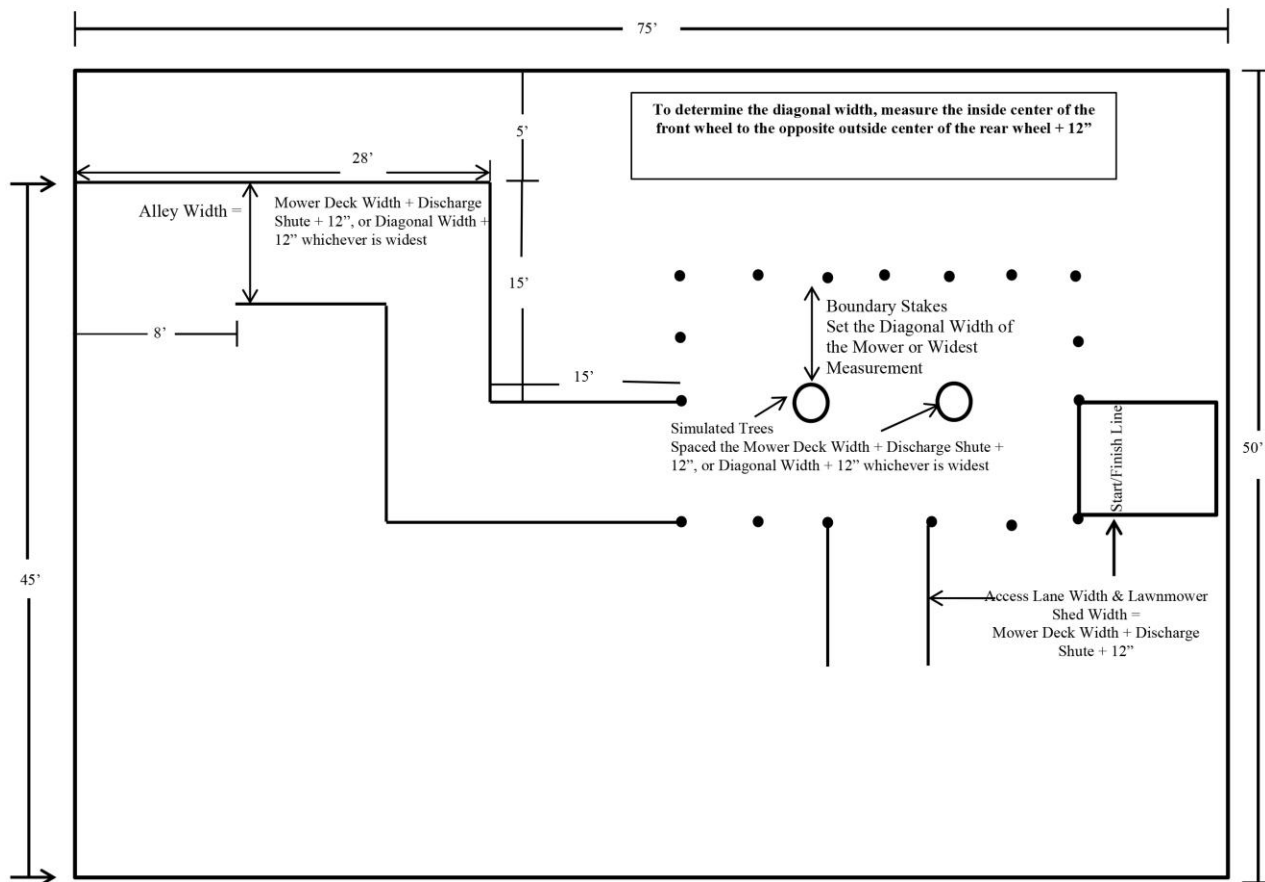 75’
To determine the diagonal width, measure the inside center of the
front wheel to the opposite outside center of the rear wheel + 12”
5’
28’
Alley Width =
Mower Deck Width + Discharge
Shute + 12”, or Diagonal Width +
12” whichever is widest
15’
8’
Boundary Stakes
Set the Diagonal Width of
the Mower or Widest
Measurement
15’
Simulated Trees
Spaced the Mower Deck Width + Discharge Shute +
12”, or Diagonal Width + 12” whichever is widest
Start/Finish Line
50’
45’
Access Lane Width & Lawnmower
Shed Width =
Mower Deck Width + Discharge
Shute + 12”